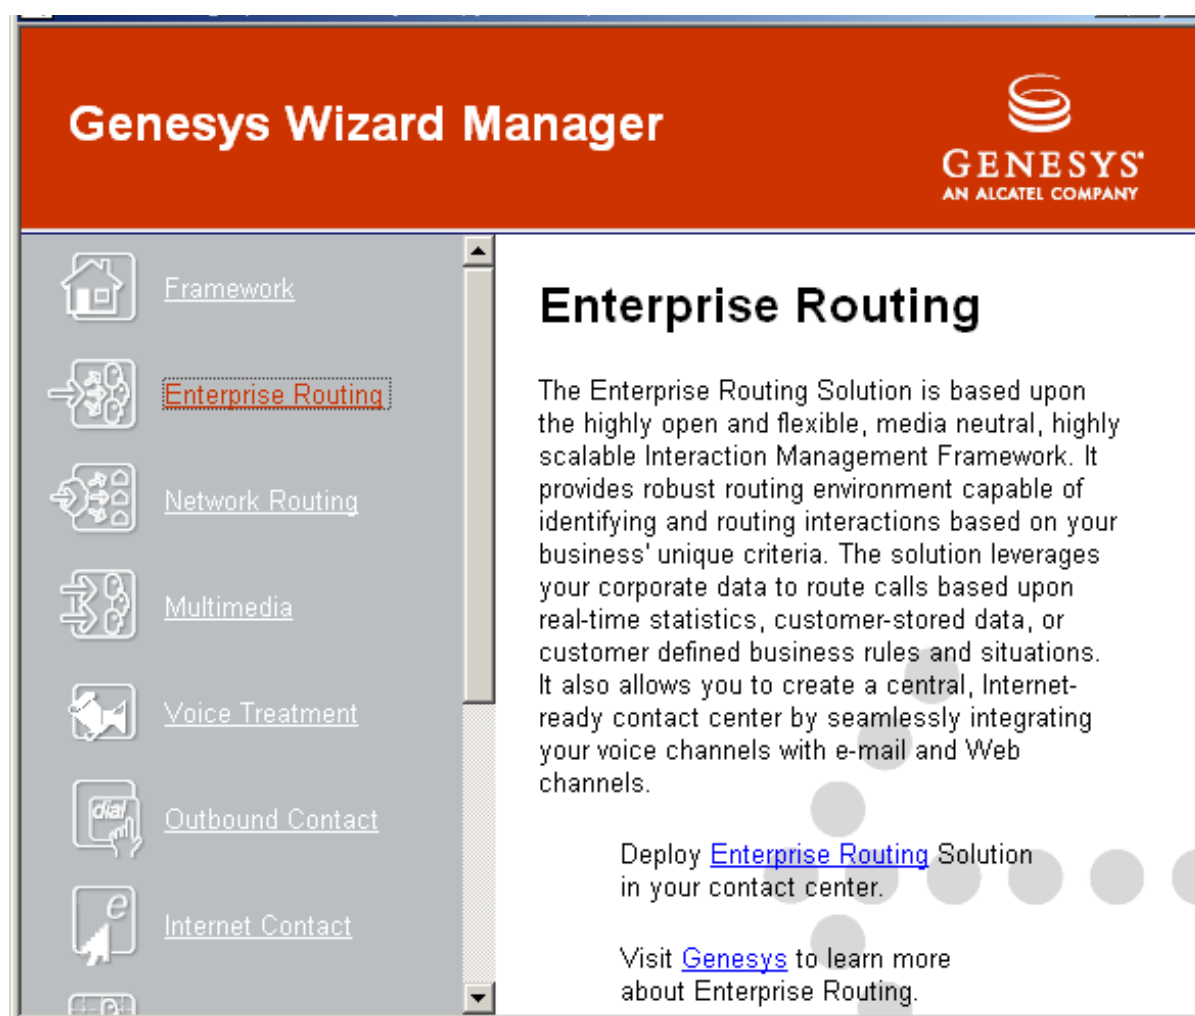 Genesys Wizard Manager
GENESYS
AN ALCATEL COMPANY
Framework
Enterprise Routing
Network Routing
Multimedia
Voice Treatment
dial
Outbound Contact
e
Internet Contact
Enterprise Routing
The Enterprise Routing Solution is based upon
the highly open and flexible, media neutral, highly
scalable Interaction Management Framework. It
provides robust routing environment capable of
identifying and routing interactions based on your
business' unique criteria. The solution leverages
your corporate data to route calls based upon
real-time statistics, customer-stored data, or
customer defined business rules and situations.
It also allows you to create a central, Internet-
ready contact center by seamlessly integrating
your voice channels with e-mail and Web
channels.
Deploy Enterprise Routing Solution
in your contact center.
Visit Genesys to learn more
about Enterprise Routing.